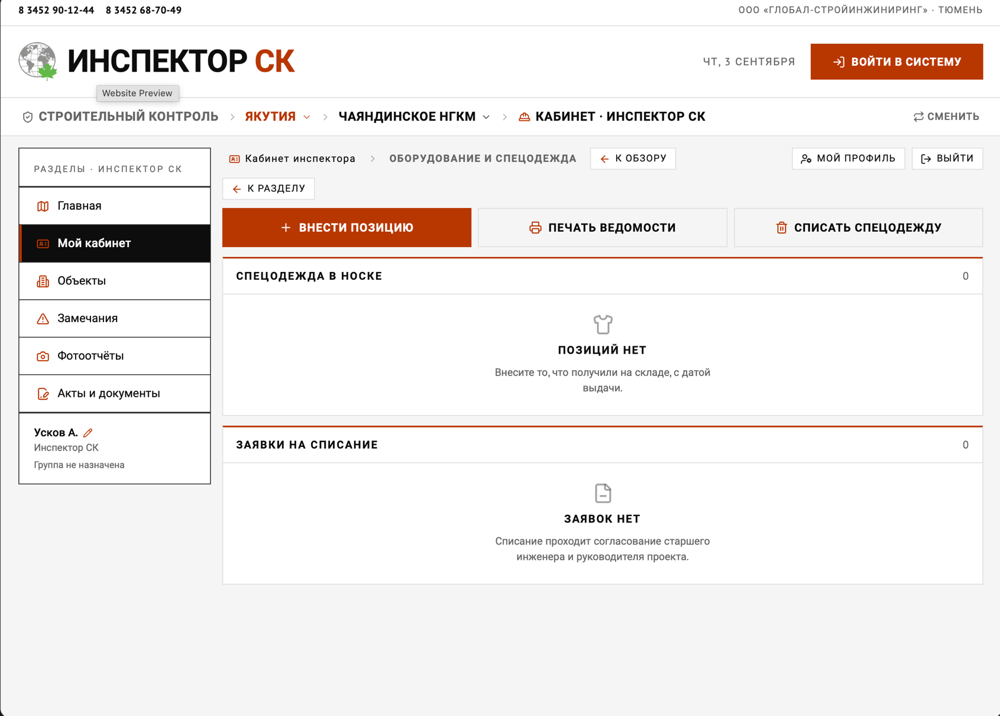 8 3452 90-12-44 8 3452 68-70-49
ООО «ГЛОБАЛ-СТРОЙИНЖИНИРИНГ» · ТЮМЕНЬ
ИНСПЕКТОР СК
ЧТ, 3 СЕНТЯБРЯ
ВОЙТИ В СИСТЕМУ
Website Preview
СТРОИТЕЛЬНЫЙ КОНТРОЛЬ
ЯКУТИЯ
ЧАЯНДИНСКОЕ НГКМ
КАБИНЕТ · ИНСПЕКТОР СК
СМЕНИТЬ
РАЗДЕЛЫ · ИНСПЕКТОР СК
Главная
Мой кабинет
Объекты
Замечания
Фотоотчёты
Акты и документы
Усков А.
Инспектор СК
Группа не назначена
Кабинет инспектора
ОБОРУДОВАНИЕ И СПЕЦОДЕЖДА
К ОБЗОРУ
МОЙ ПРОФИЛЬ
ВЫЙТИ
К РАЗДЕЛУ
ВНЕСТИ ПОЗИЦИЮ
ПЕЧАТЬ ВЕДОМОСТИ
СПИСАТЬ СПЕЦОДЕЖДУ
СПЕЦОДЕЖДА В НОСКЕ
0
ПОЗИЦИЙ НЕТ
Внесите то, что получили на складе, с датой
выдачи.
ЗАЯВКИ НА СПИСАНИЕ
0
ЗАЯВОК НЕТ
Списание проходит согласование старшего
инженера и руководителя проекта.